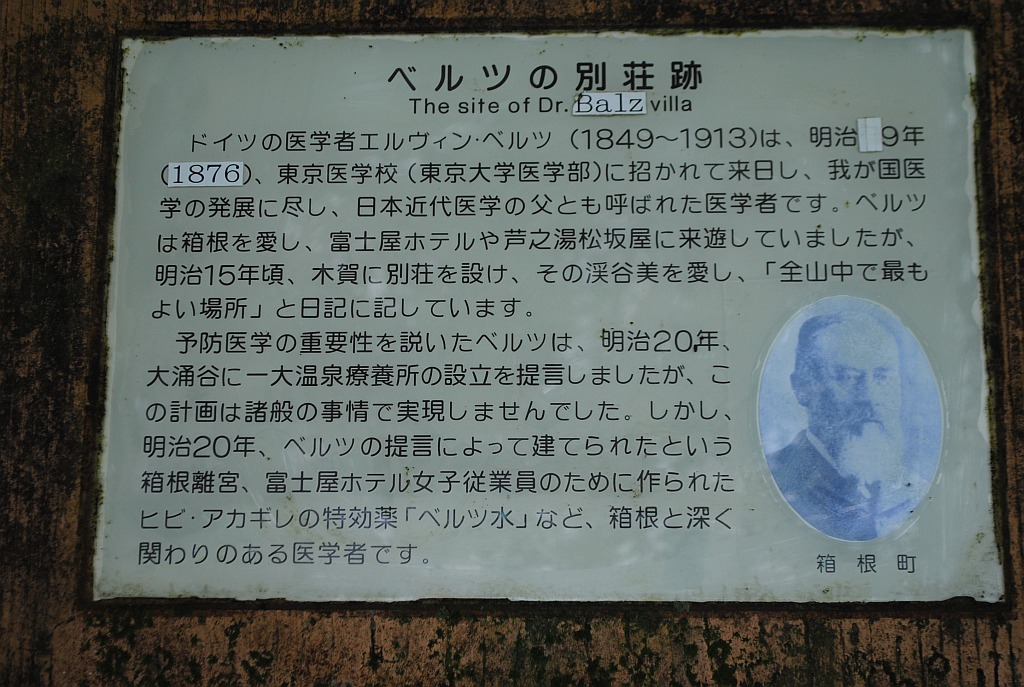 ベルツの別荘跡
The site of Dr. Balz villa
ドイツの医学者エルヴィン・ベルツ（1849〜1913)は、明治 9年
(1876)、東京医学校（東京大学医学部)に招かれて来日し、我が国医
学の発展に尽し、日本近代医学の父とも呼ばれた医学者です。ベルツ
は箱根を愛し、富士屋ホテルや芦之湯松坂屋に来遊していましたが、
明治15年頃、木賀に別荘を設け、その渓谷美を愛し、「全山中で最も
よい場所」と日記に記しています。
予防医学の重要性を説いたベルツは、明治20年、
大涌谷に一大温泉療養所の設立を提言しましたが、こ
の計画は諸般の事情で実現しませんでした。しかし、
明治20年、ベルツの提言によって建てられたという
箱根離宮、富士屋ホテル女子従業員のために作られた
ヒビ・アカギレの特効薬「ベルツ水」など、箱根と深く
関わりのある医学者です。
箱根町